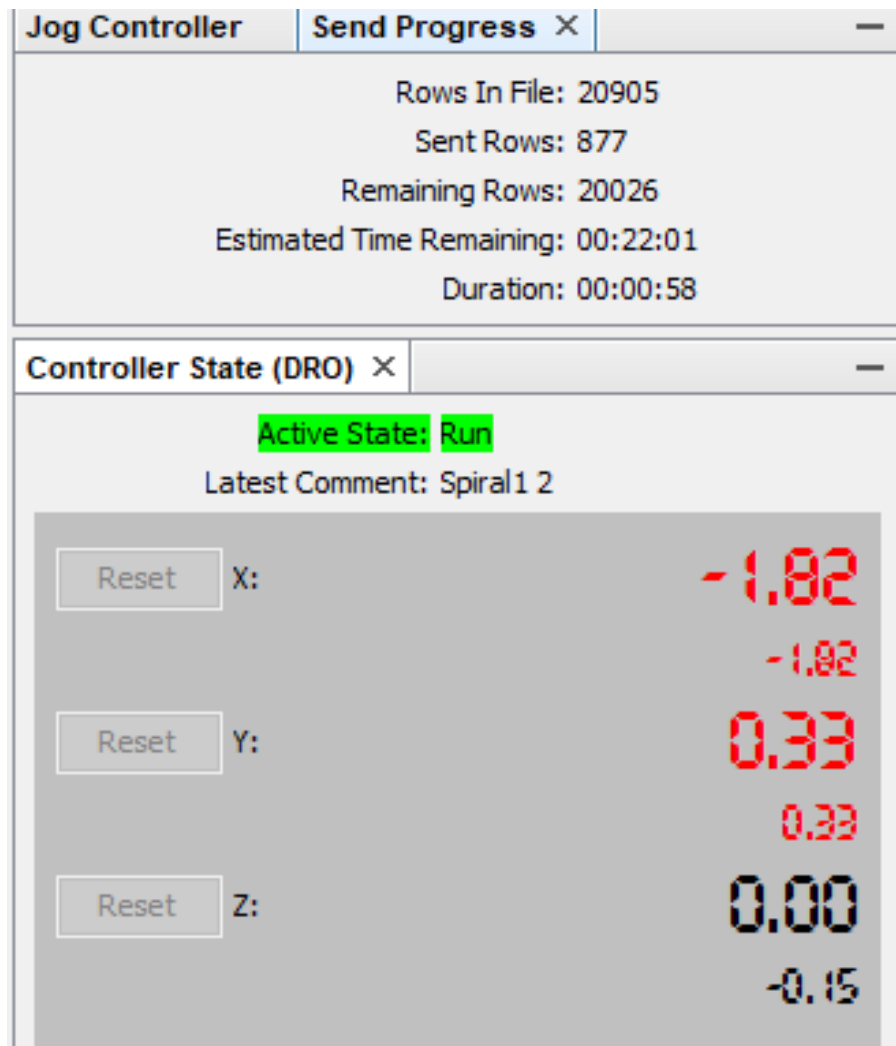 Jog Controller Send Progress ×
Rows In File: 20905
Sent Rows: 877
Remaining Rows: 20026
Estimated Time Remaining: 00:22:01
Duration: 00:00:58
Controller State (DRO) ×
Active State: Run
Latest Comment: Spiral1 2
Reset X: -1.82
-1.82
Reset Y: 0.33
0.33
Reset Z: 0.00
-0.15